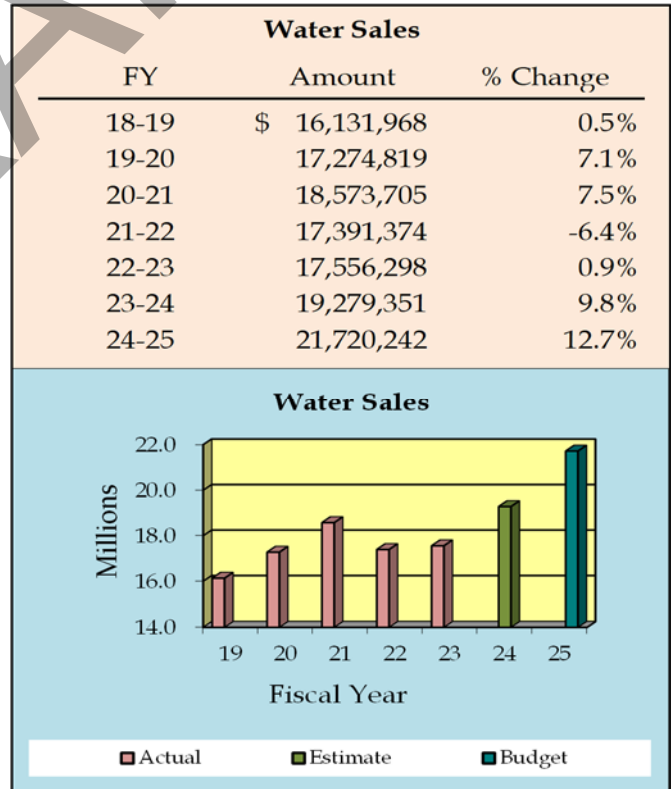 Water Sales
FY Amount % Change
18-19 $ 16,131,968 0.5%
19-20 17,274,819 7.1%
20-21 18,573,705 7.5%
21-22 17,391,374 -6.4%
22-23 17,556,298 0.9%
23-24 19,279,351 9.8%
24-25 21,720,242 12.7%
Water Sales
22.0
20.0
18.0
16.0
14.0
Millions
19 20 21 22 23 24 25
Fiscal Year
Actual Estimate Budget